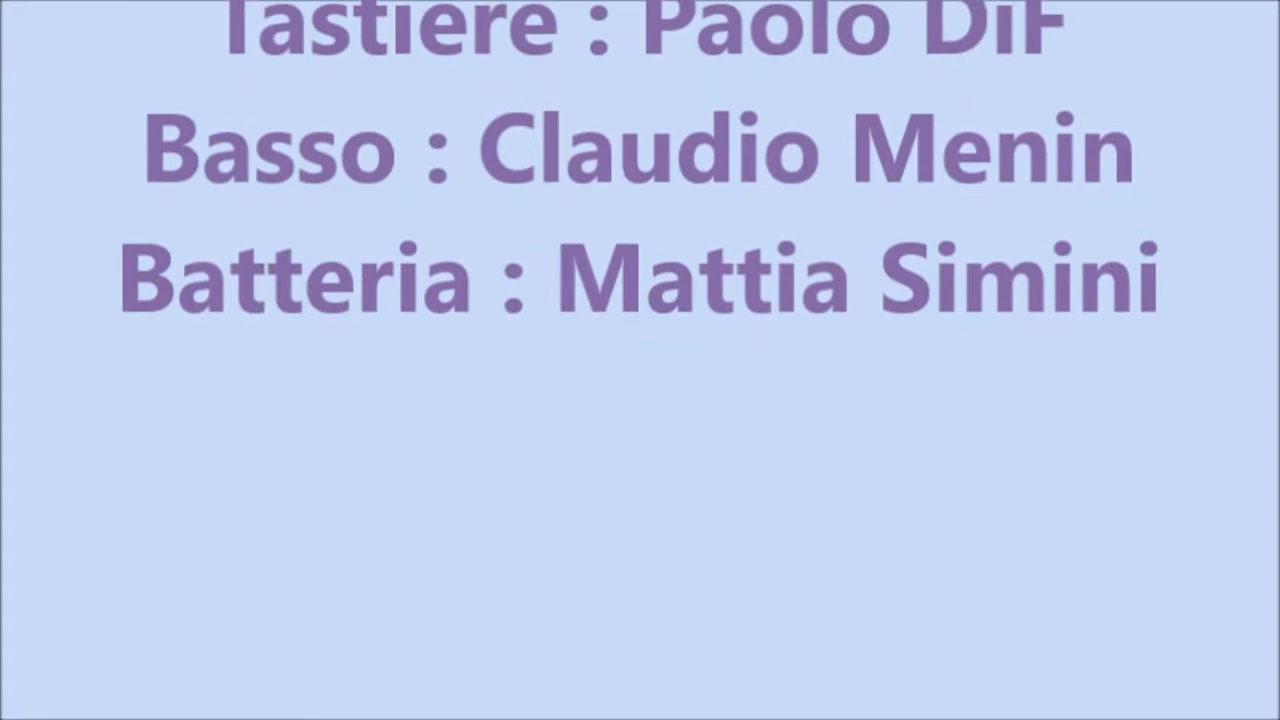 Tastiere : Paolo DiF
Basso : Claudio Menin
Batteria : Mattia Simini